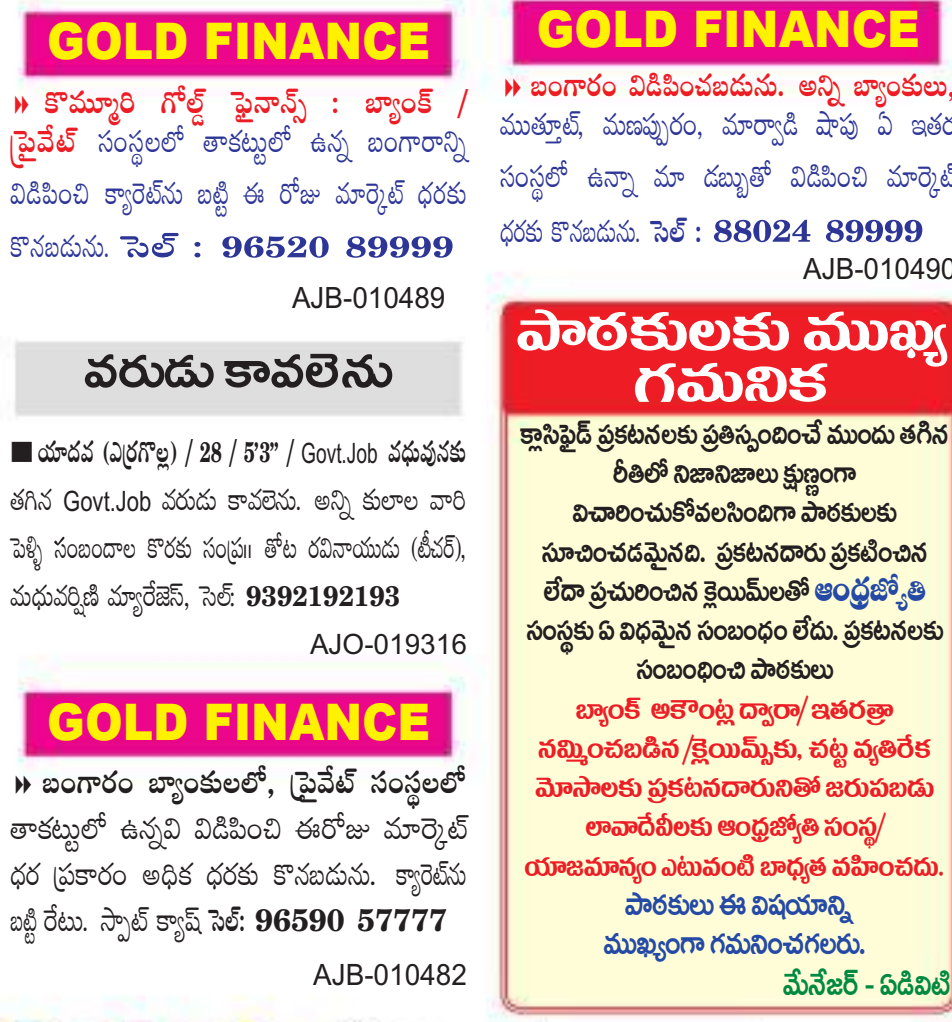 GOLD FINANCE
» కొమ్మూరి గోల్డ్ ఫైనాన్స్ : బ్యాంక్ /
ప్రైవేట్ సంస్థలలో తాకట్టులో ఉన్న బంగారాన్ని
విడిపించి క్యారెట్‌ను బట్టి ఈ రోజు మార్కెట్ ధరకు
కొనబడును. సెల్ : 96520 89999
AJB-010489
వరుడు కావలెను
■ యాదవ (ఎర్రగొల్ల) / 28 / 5'3” / Govt.Job వధువునకు
తగిన Govt.Job వరుడు కావలెను. అన్ని కులాల వారి
పెళ్ళి సంబందాల కొరకు సంప్ర॥ తోట రవినాయుడు (టీచర్),
మధువర్షిణి మ్యారేజెస్, సెల్: 9392192193
AJO-019316
GOLD FINANCE
» బంగారం బ్యాంకులలో, ప్రైవేట్ సంస్థలలో
తాకట్టులో ఉన్నవి విడిపించి ఈరోజు మార్కెట్
ధర ప్రకారం అధిక ధరకు కొనబడును. క్యారెట్‌ను
బట్టి రేటు. స్పాట్ క్యాష్ సెల్: 96590 57777
AJB-010482
GOLD FINANCE
» బంగారం విడిపించబడును. అన్ని బ్యాంకులు,
ముత్తూట్, మణప్పురం, మార్వాడి షాపు ఏ ఇతర
సంస్థలో ఉన్నా మా డబ్బుతో విడిపించి మార్కెట్
ధరకు కొనబడును. సెల్ : 88024 89999
AJB-010490
పాఠకులకు ముఖ్య
గమనిక
క్లాసిఫైడ్ ప్రకటనలకు ప్రతిస్పందించే ముందు తగిన
రీతిలో నిజానిజాలు క్షుణ్ణంగా
విచారించుకోవలసిందిగా పాఠకులకు
సూచించడమైనది. ప్రకటనదారు ప్రకటించిన
లేదా ప్రచురించిన క్లెయిమ్‌లతో ఆంధ్రజ్యోతి
సంస్థకు ఏ విధమైన సంబంధం లేదు. ప్రకటనలకు
సంబంధించి పాఠకులు
బ్యాంక్ అకౌంట్ల ద్వారా/ ఇతరత్రా
నమ్మించబడిన /క్లెయిమ్స్‌కు, చట్ట వ్యతిరేక
మోసాలకు ప్రకటనదారునితో జరుపబడు
లావాదేవీలకు ఆంధ్రజ్యోతి సంస్థ/
యాజమాన్యం ఎటువంటి బాధ్యత వహించదు.
పాఠకులు ఈ విషయాన్ని
ముఖ్యంగా గమనించగలరు.
మేనేజర్ - ఏడివిటి